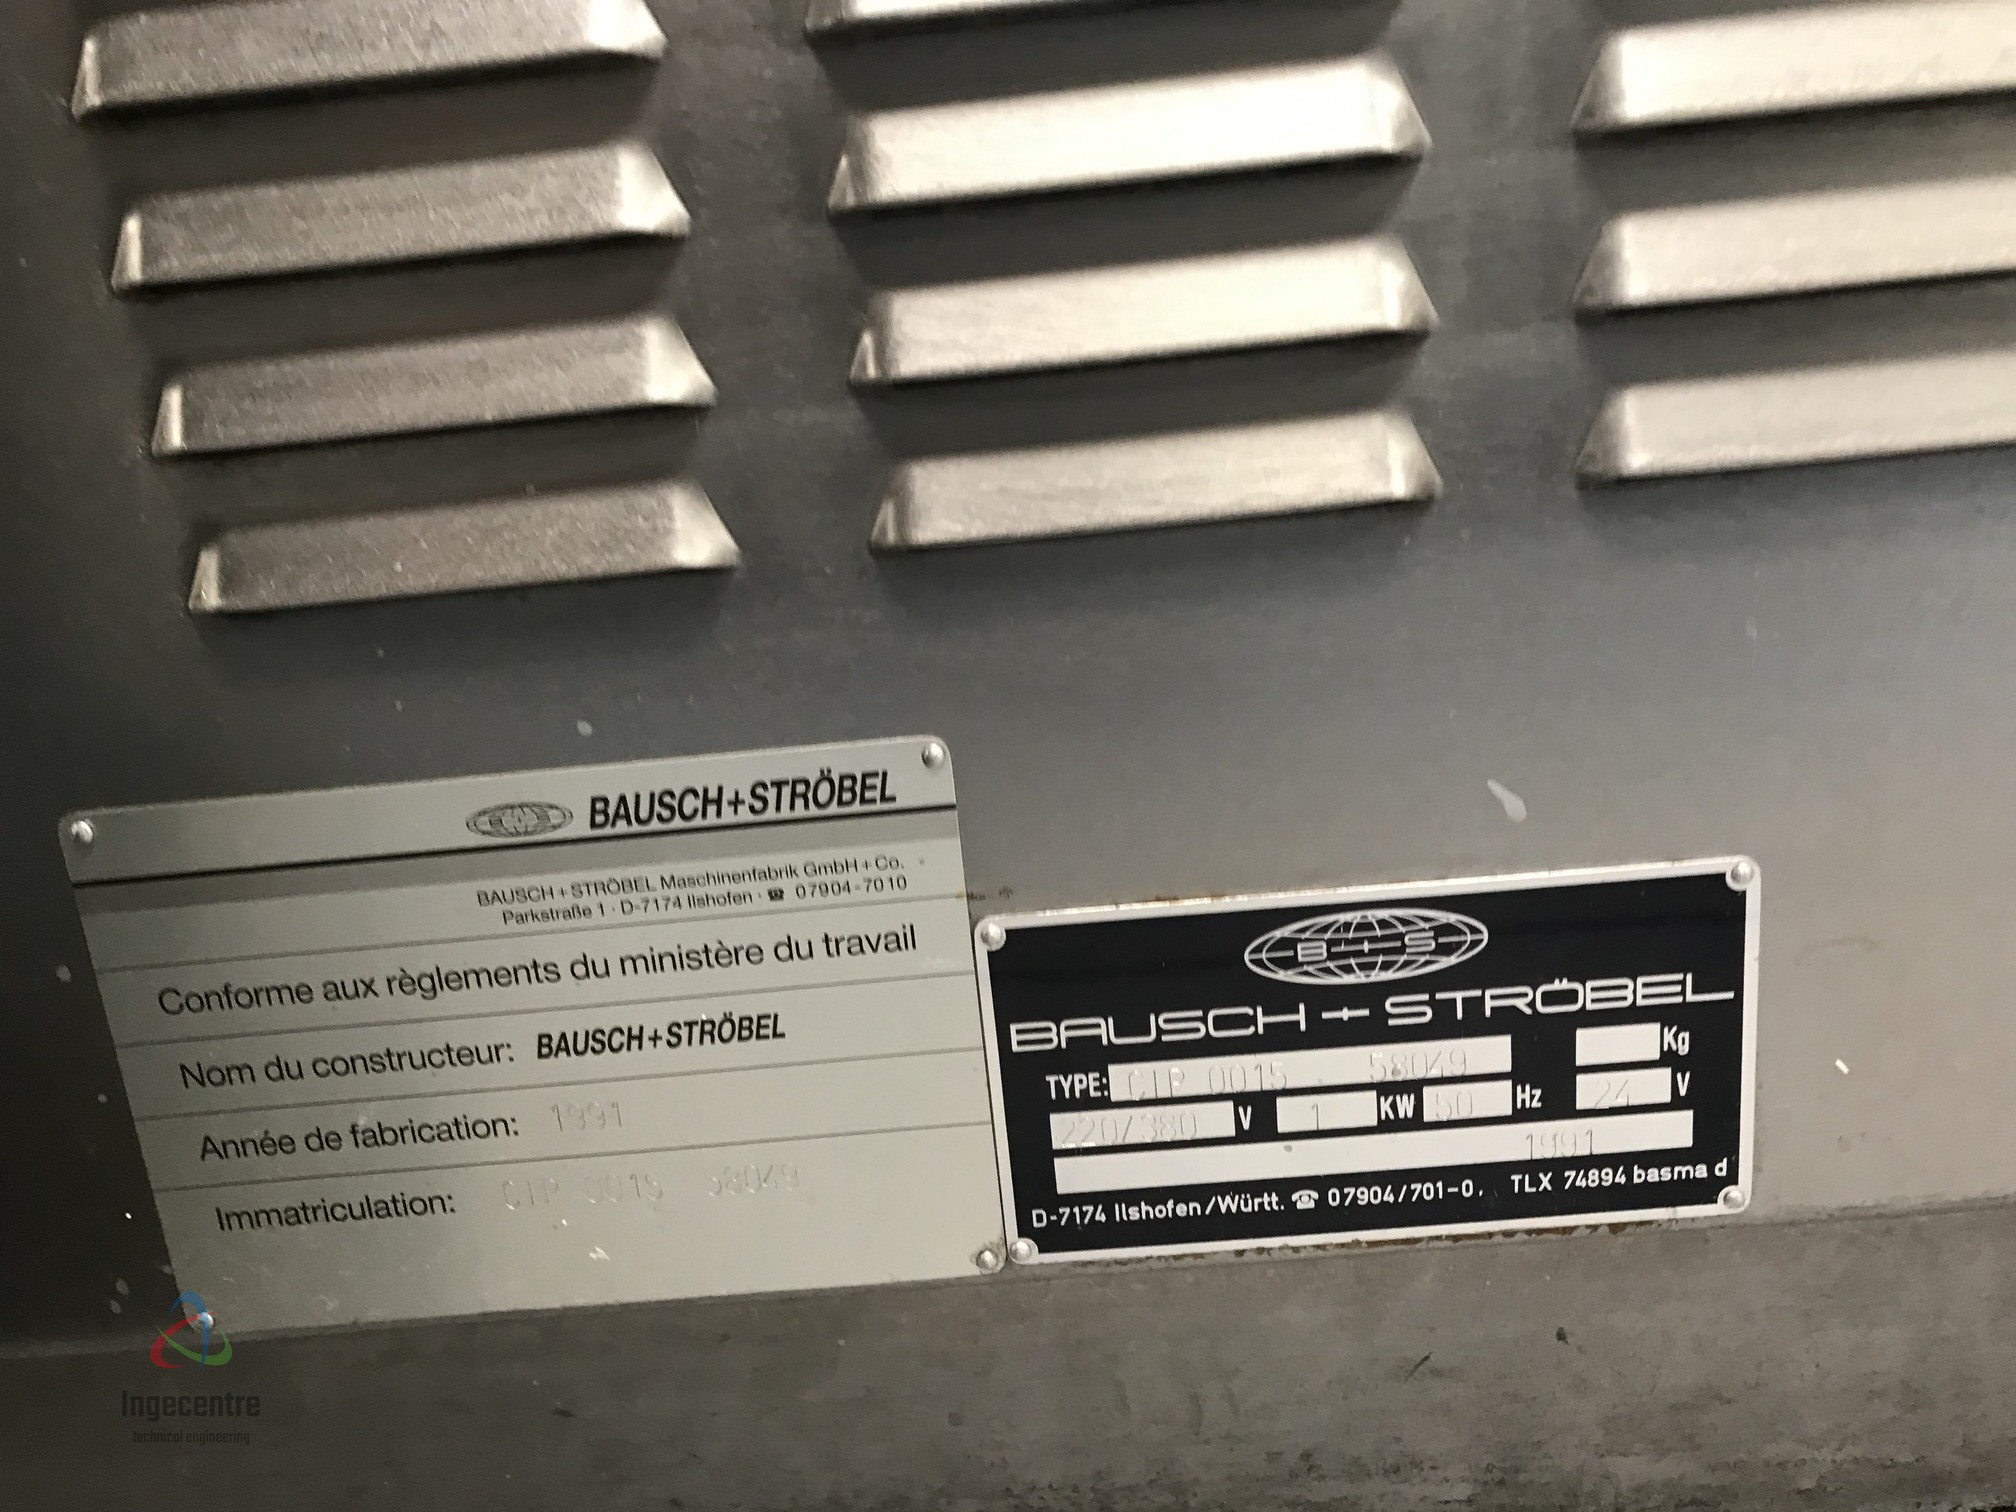 BAUSCH+STRÖBEL
BAUSCH+STRÖBEL Maschinenfabrik GmbH+Co.
Parkstraße 1 · D-7174 Ilshofen · ☎ 07904-7010
Conforme aux règlements du ministère du travail
Nom du constructeur: BAUSCH+STRÖBEL
Année de fabrication: 1991
Immatriculation: CIP 0015 58049
B+S
BAUSCH+STRÖBEL
Kg
TYPE: CIP 0015 58049
220/380 V 1 KW 50 Hz 24 V
1991
D-7174 Ilshofen/Württ. ☎ 07904/701-0. TLX 74894 basma d
Ingecentre
technical engineering